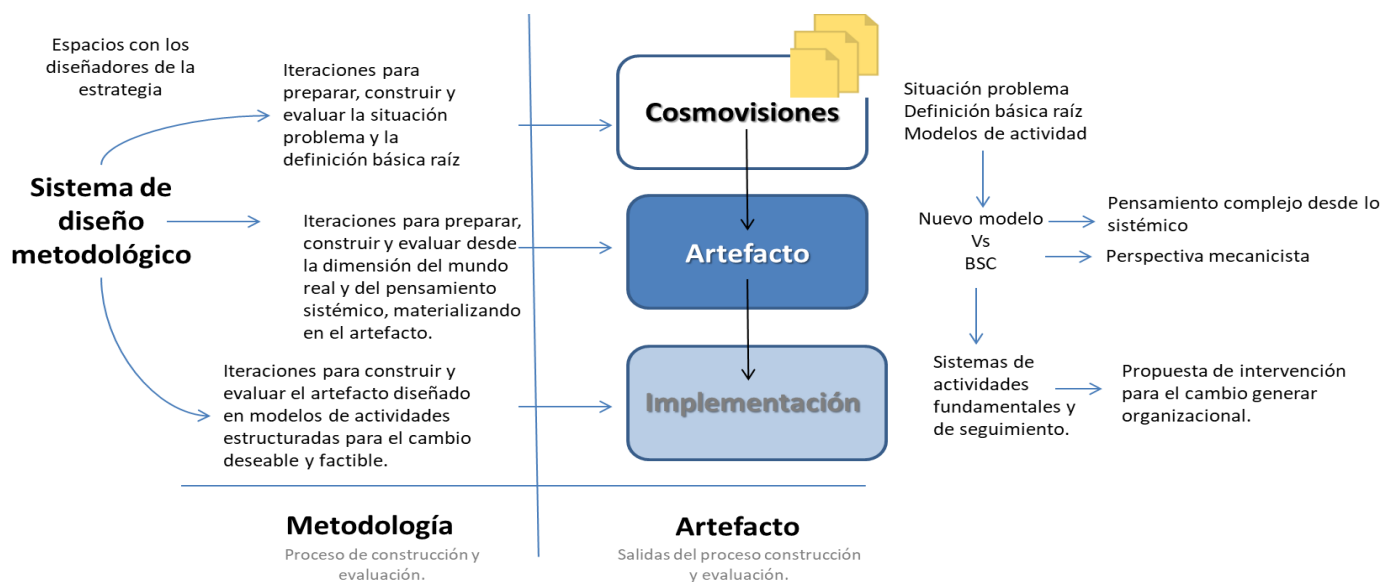 Espacios con los
diseñadores de la
estrategia
Sistema de
diseño
metodológico
Iteraciones para
preparar, construir y
evaluar la situación
problema y la
definición básica raíz
Iteraciones para preparar,
construir y evaluar desde
la dimensión del mundo
real y del pensamiento
sistémico, materializando
en el artefacto.
Iteraciones para construir y
evaluar el artefacto diseñado
en modelos de actividades
estructuradas para el cambio
deseable y factible.
Metodología
Proceso de construcción y
evaluación.
Cosmovisiones
Artefacto
Implementación
Artefacto
Salidas del proceso construcción
y evaluación.
Situación problema
Definición básica raíz
Modelos de actividad
Nuevo modelo
Vs
BSC
Pensamiento complejo desde lo
sistémico
Perspectiva mecanicista
Sistemas de
actividades
fundamentales y
de seguimiento.
Propuesta de intervención
para el cambio generar
organizacional.